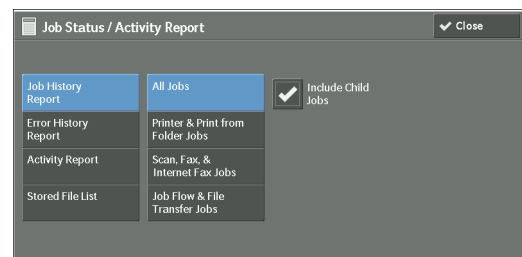 Job Status / Activity Report
Close
Job History
Report
All Jobs
Include Child
Jobs
Error History
Report
Printer & Print from
Folder Jobs
Activity Report
Scan, Fax, &
Internet Fax Jobs
Stored File List
Job Flow & File
Transfer Jobs